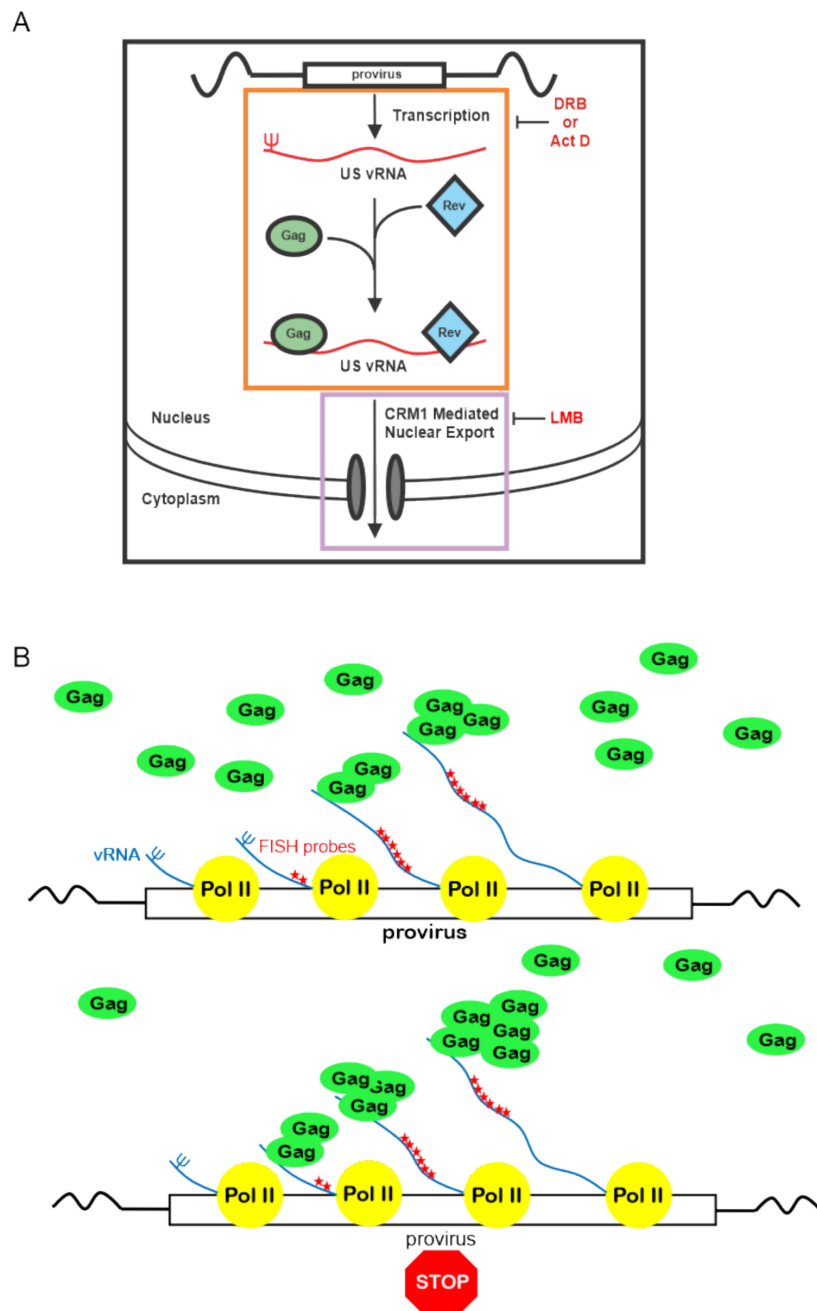 A
provirus
Transcription
DRB
or
Act D
Ψ
US vRNA
Gag
Rev
Gag
Rev
US vRNA
CRM1 Mediated
Nuclear Export
LMB
Nucleus
Cytoplasm
B
Gag
Gag
Gag
Gag
Gag
Gag
Gag
Gag
Gag
Gag
Gag
Gag
Gag
Gag
vRNA
Ψ
Ψ
FISH probes
Pol II
Pol II
Pol II
Pol II
provirus
Gag
Gag
Gag
Gag
Gag
Gag
Gag
Gag
Gag
Gag
Gag
Gag
Gag
Gag
Ψ
Pol II
Pol II
Pol II
Pol II
provirus
STOP